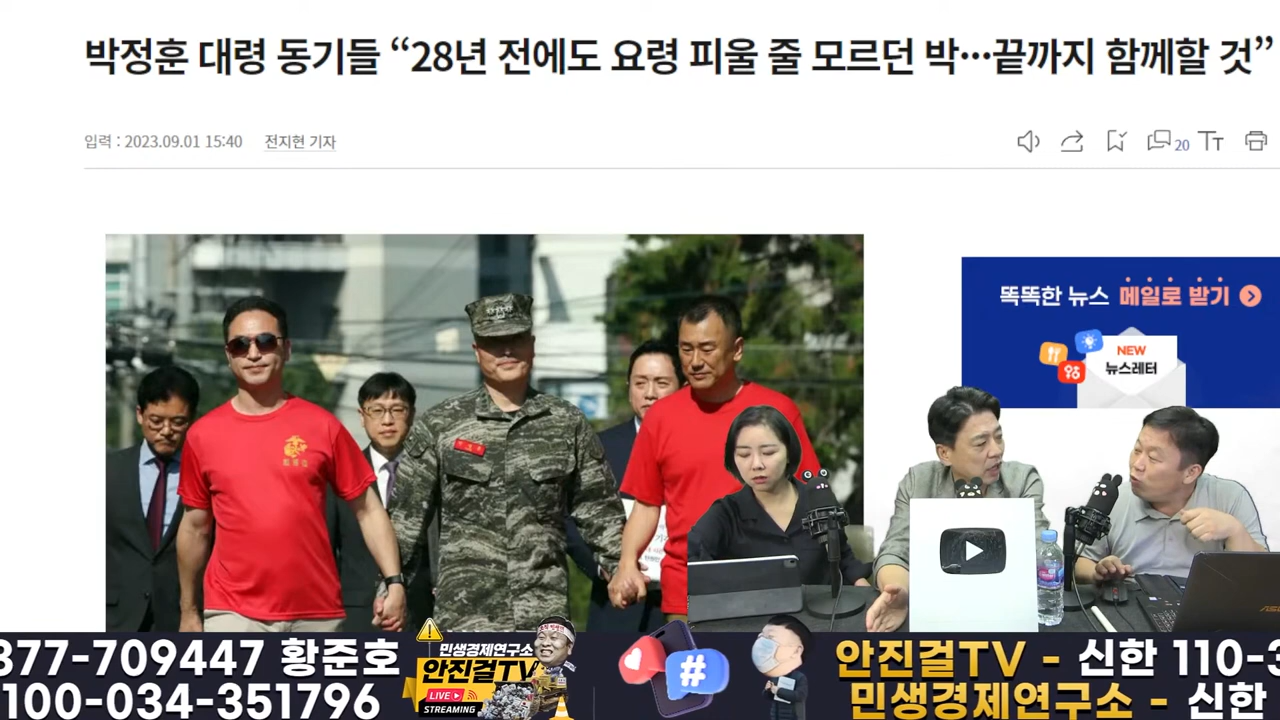 박정훈 대령 동기들 “28년 전에도 요령 피울 줄 모르던 박…끝까지 함께할 것”
입력 : 2023.09.01 15:40 전지현 기자
20
TT
똑똑한 뉴스 메일로 받기
NEW
뉴스레터
377-709447 황준호
100-034-351796
민생경제연구소
안진걸TV
LIVE
STREAMING
#
안진걸TV - 신한 110-3
민생경제연구소 - 신한